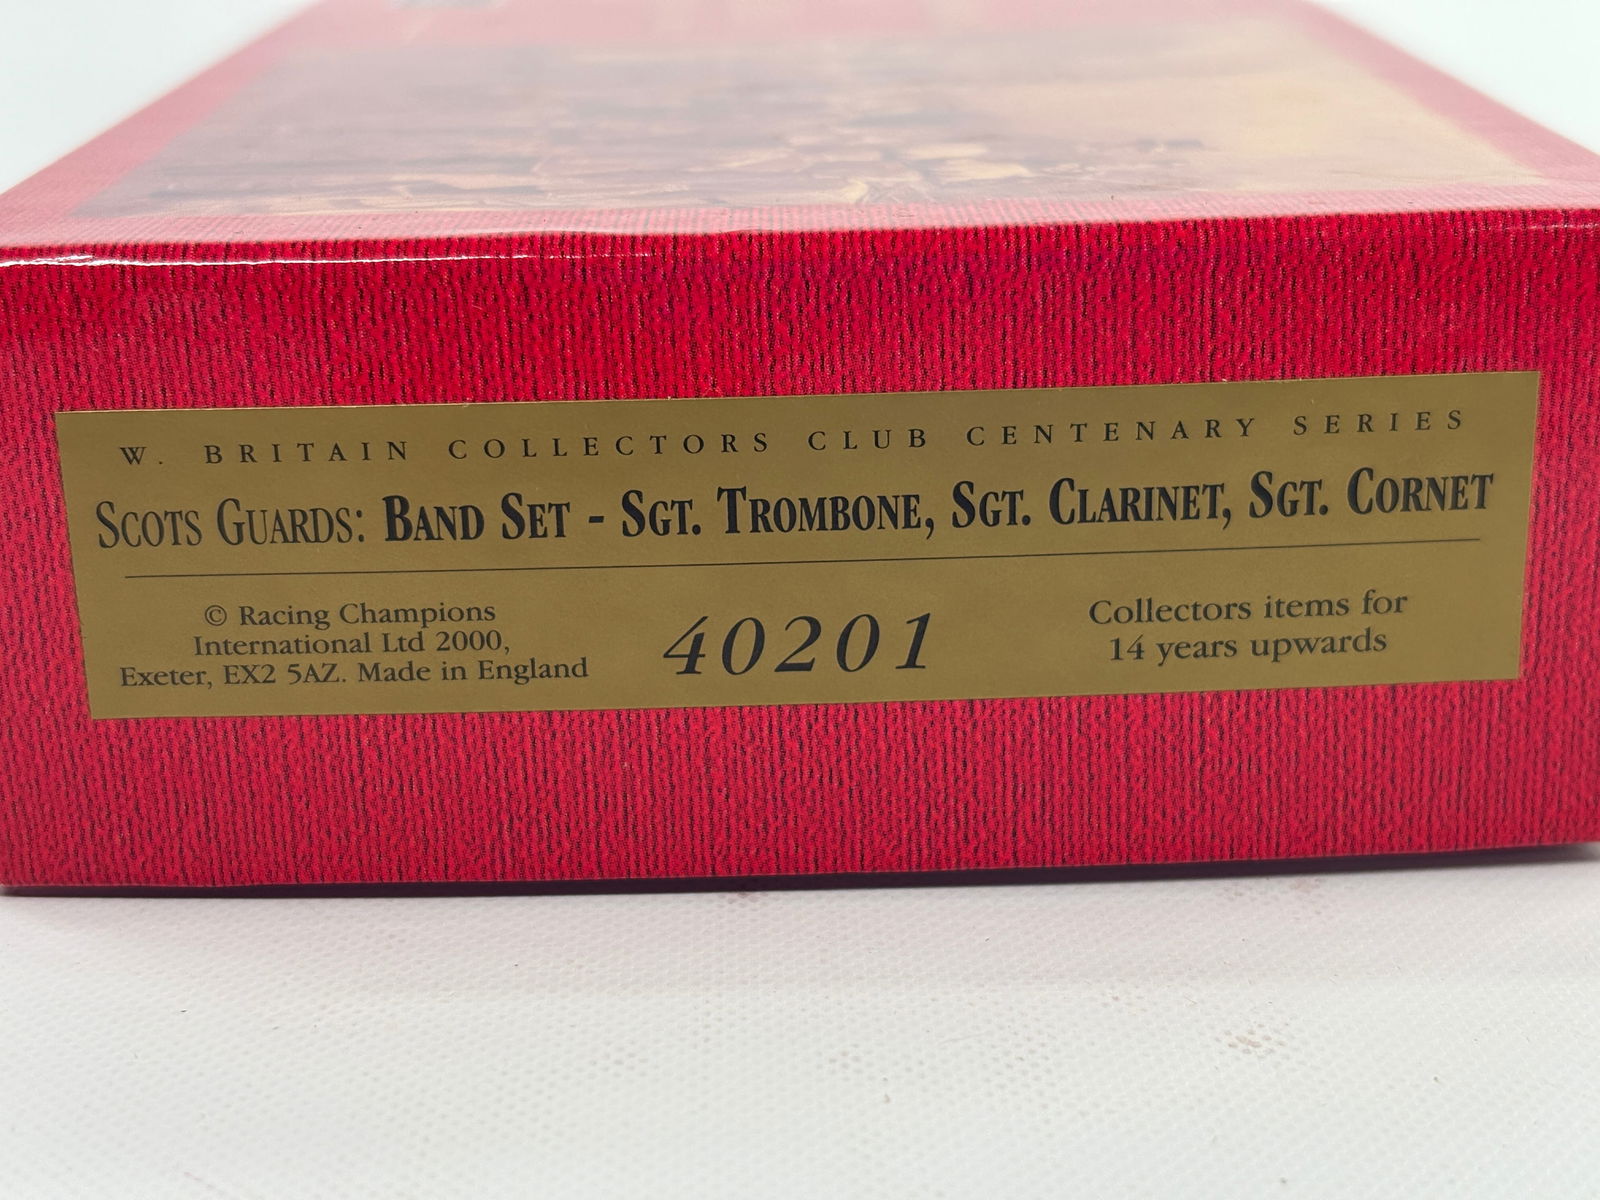 W. BRITAIN COLLECTORS CLUB CENTENARY SERIES
SCOTS GUARDS: BAND SET - SGT. TROMBONE, SGT. CLARINET, SGT. CORNET
© Racing Champions
International Ltd 2000,
Exeter, EX2 5AZ. Made in England
40201
Collectors items for
14 years upwards